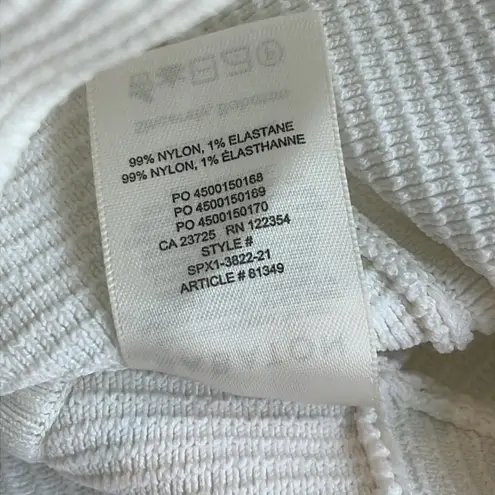 99% NYLON, 1% ELASTANE
99% NYLON, 1% ÉLASTHANNE
PO 4500150168
PO 4500150169
PO 4500150170
CA 23725 RN 122354
STYLE #
SPX1-3822-21
ARTICLE # 61349